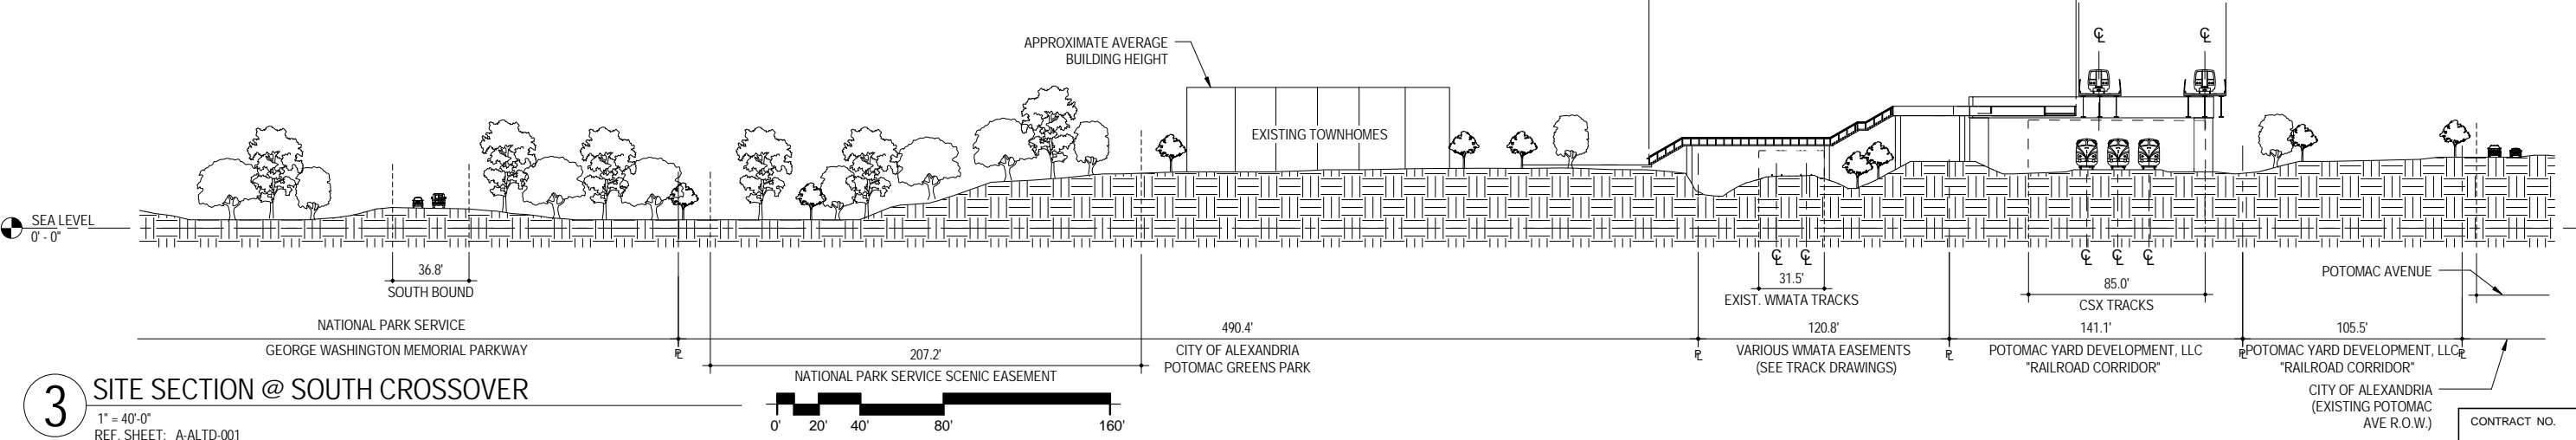 APPROXIMATE AVERAGE
BUILDING HEIGHT
℄ ℄
EXISTING TOWNHOMES
SEA LEVEL
0' - 0"
36.8'
SOUTH BOUND
℄ ℄
31.5'
EXIST. WMATA TRACKS
℄ ℄ ℄
85.0'
CSX TRACKS
POTOMAC AVENUE
NATIONAL PARK SERVICE
GEORGE WASHINGTON MEMORIAL PARKWAY
PL
490.4'
CITY OF ALEXANDRIA
POTOMAC GREENS PARK
207.2'
NATIONAL PARK SERVICE SCENIC EASEMENT
PL
120.8'
VARIOUS WMATA EASEMENTS
(SEE TRACK DRAWINGS)
PL
141.1'
POTOMAC YARD DEVELOPMENT, LLC
"RAILROAD CORRIDOR"
PL
105.5'
POTOMAC YARD DEVELOPMENT, LLC
"RAILROAD CORRIDOR"
PL
CITY OF ALEXANDRIA
(EXISTING POTOMAC
AVE R.O.W.)
3
SITE SECTION @ SOUTH CROSSOVER
1" = 40'-0"
REF. SHEET: A-ALTD-001
0' 20' 40' 80' 160'
CONTRACT NO.